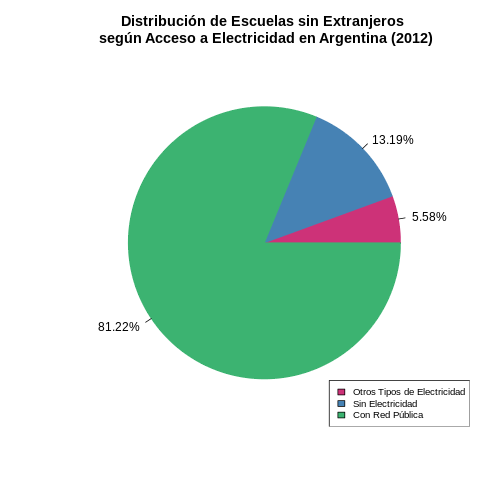 Distribución de Escuelas sin Extranjeros
según Acceso a Electricidad en Argentina (2012)
13.19%
5.58%
81.22%
Otros Tipos de Electricidad
Sin Electricidad
Con Red Pública